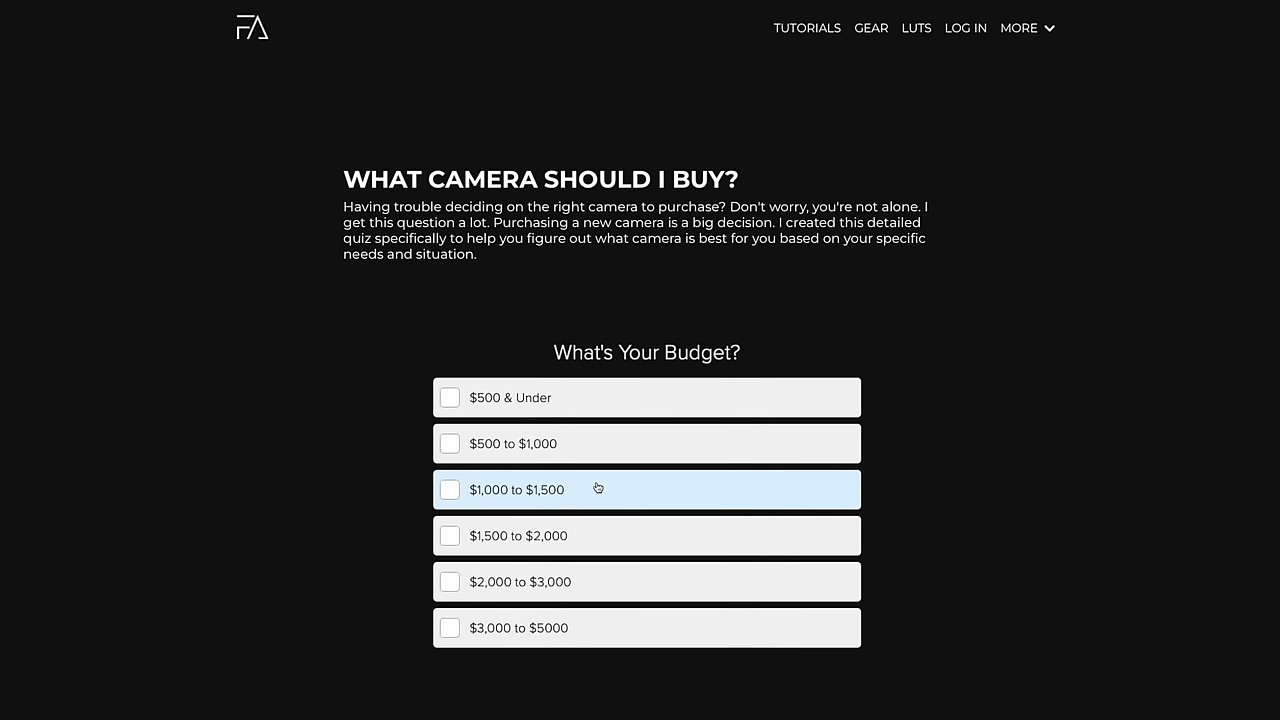 FA
TUTORIALS GEAR LUTS LOG IN MORE
WHAT CAMERA SHOULD I BUY?
Having trouble deciding on the right camera to purchase? Don't worry, you're not alone. I
get this question a lot. Purchasing a new camera is a big decision. I created this detailed
quiz specifically to help you figure out what camera is best for you based on your specific
needs and situation.
What's Your Budget?
$500 & Under
$500 to $1,000
$1,000 to $1,500
$1,500 to $2,000
$2,000 to $3,000
$3,000 to $5000